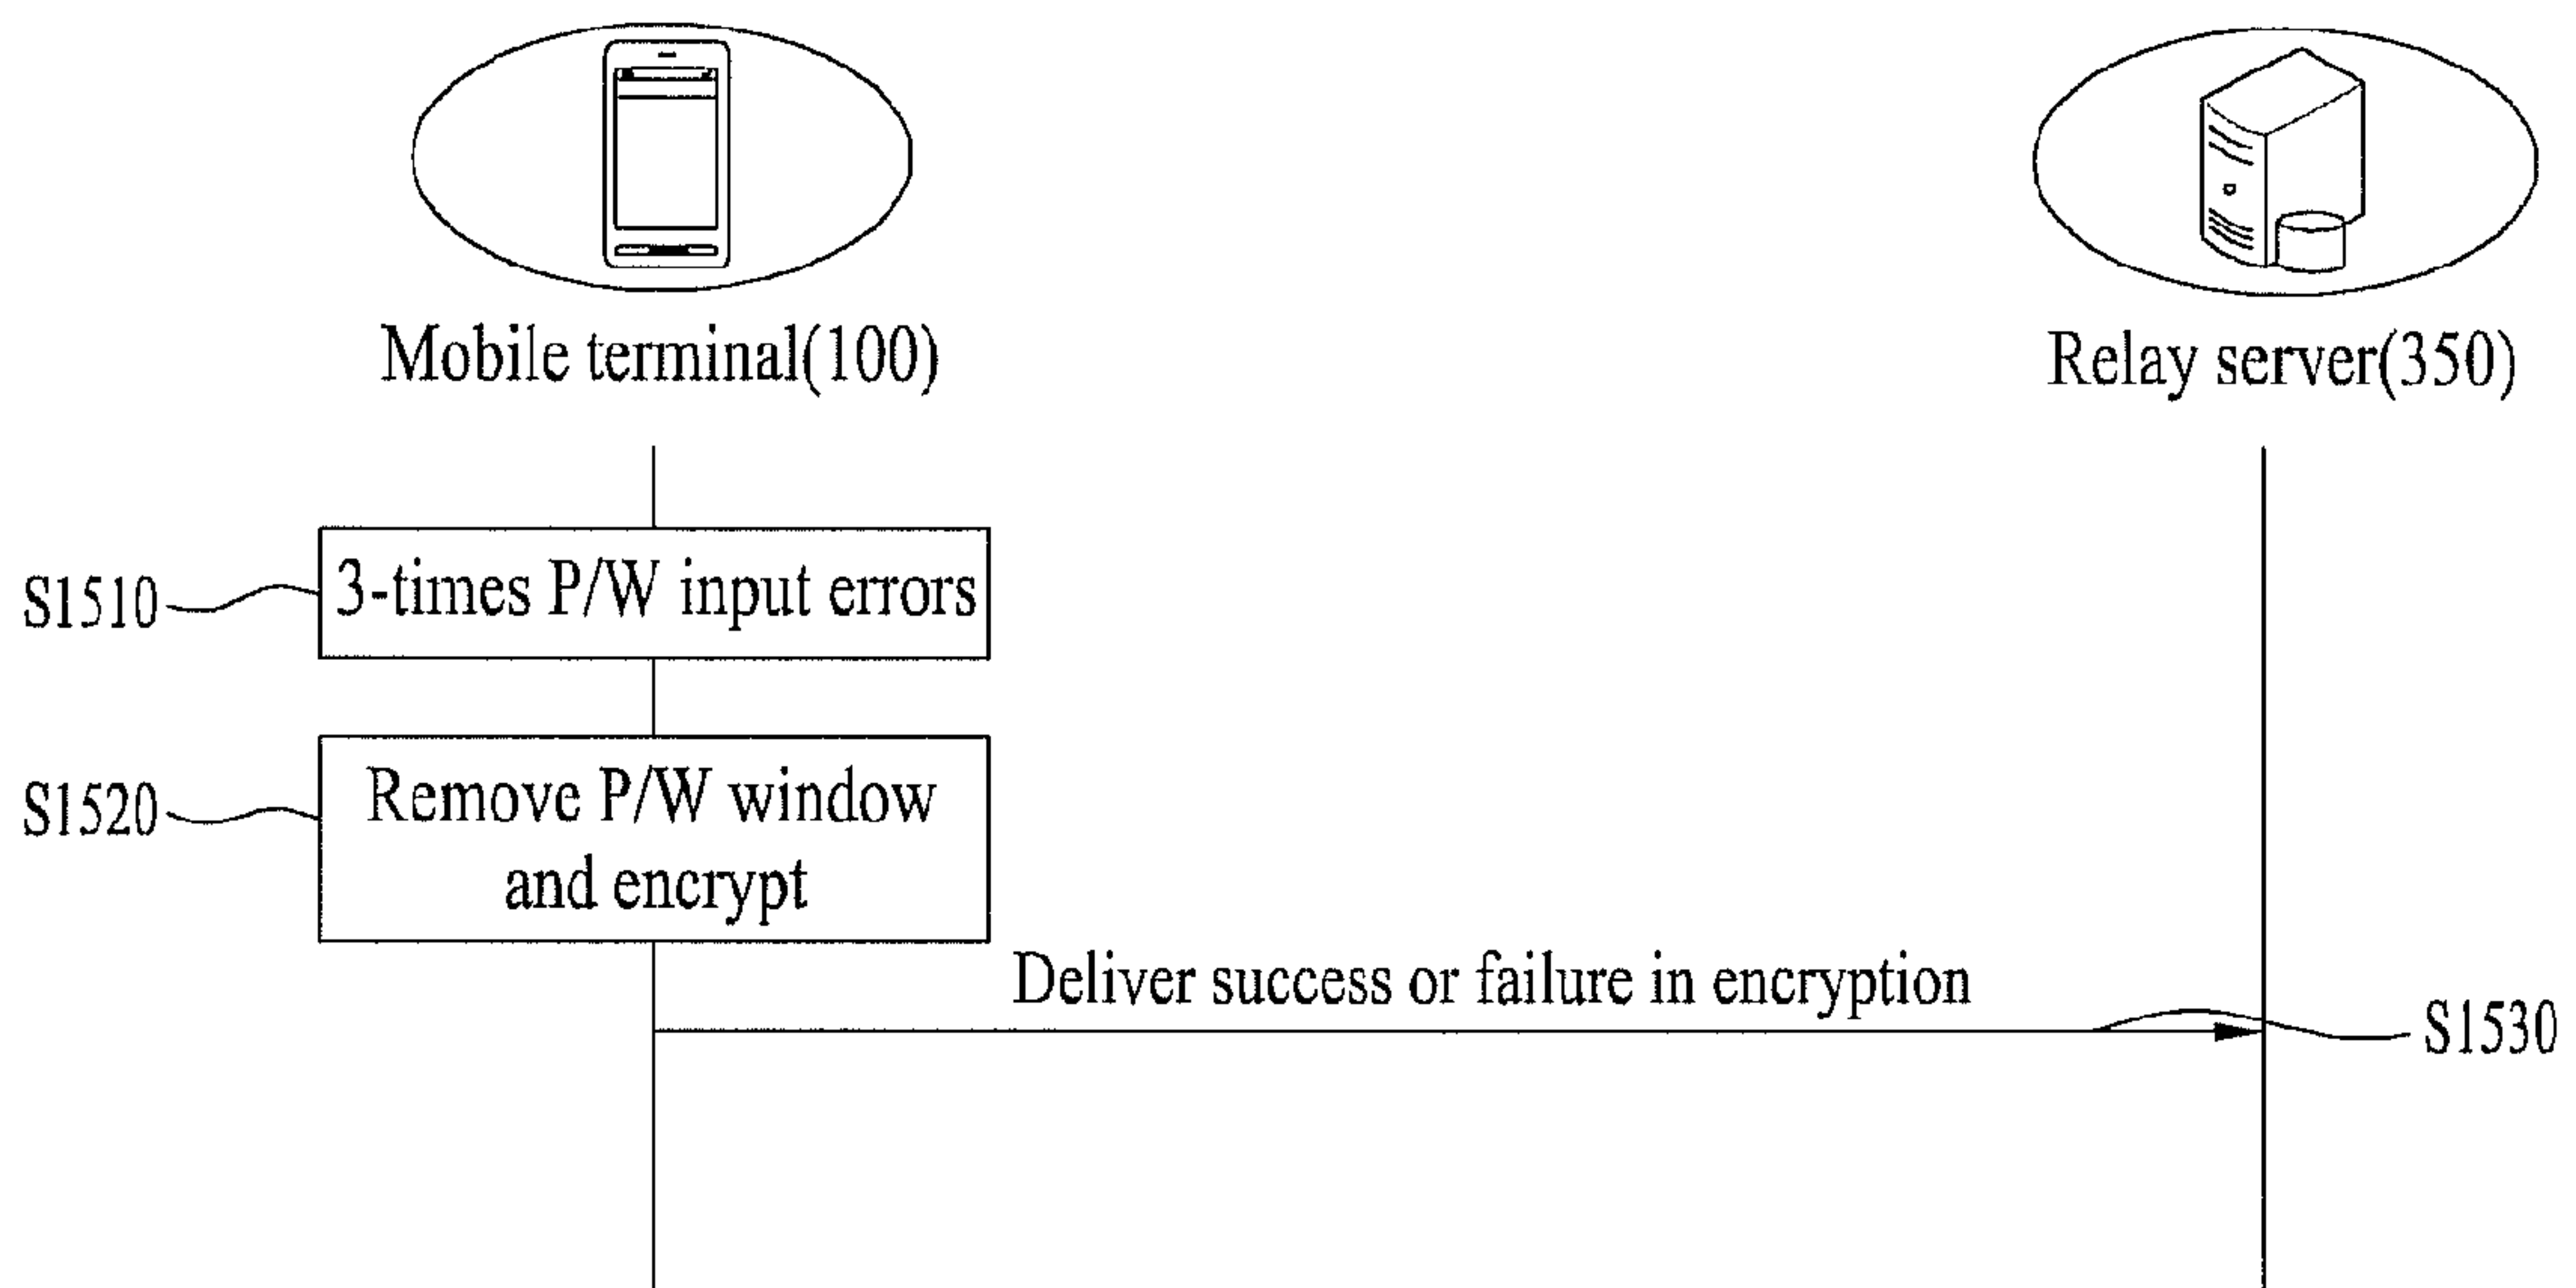 Mobile terminal(100)
Relay server(350)
S1510
3-times P/W input errors
S1520
Remove P/W window
and encrypt
Deliver success or failure in encryption
S1530